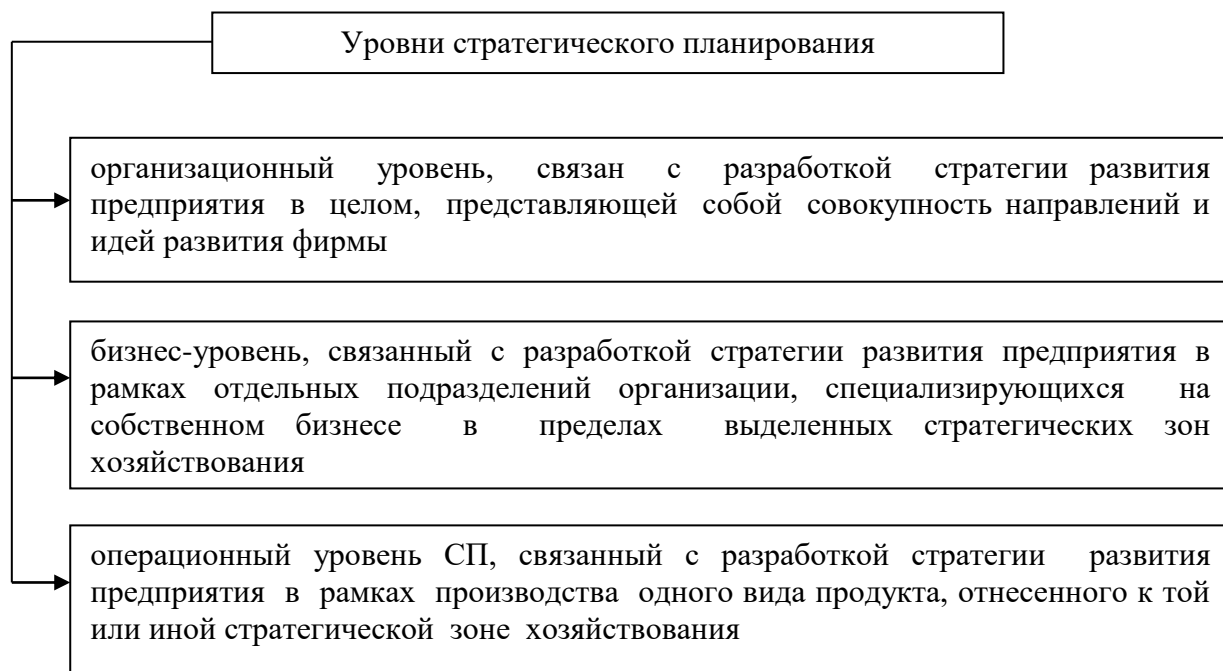 Уровни стратегического планирования
организационный уровень, связан с разработкой стратегии развития
предприятия в целом, представляющей собой совокупность направлений и
идей развития фирмы
бизнес-уровень, связанный с разработкой стратегии развития предприятия в
рамках отдельных подразделений организации, специализирующихся на
собственном бизнесе в пределах выделенных стратегических зон
хозяйствования
операционный уровень СП, связанный с разработкой стратегии развития
предприятия в рамках производства одного вида продукта, отнесенного к той
или иной стратегической зоне хозяйствования